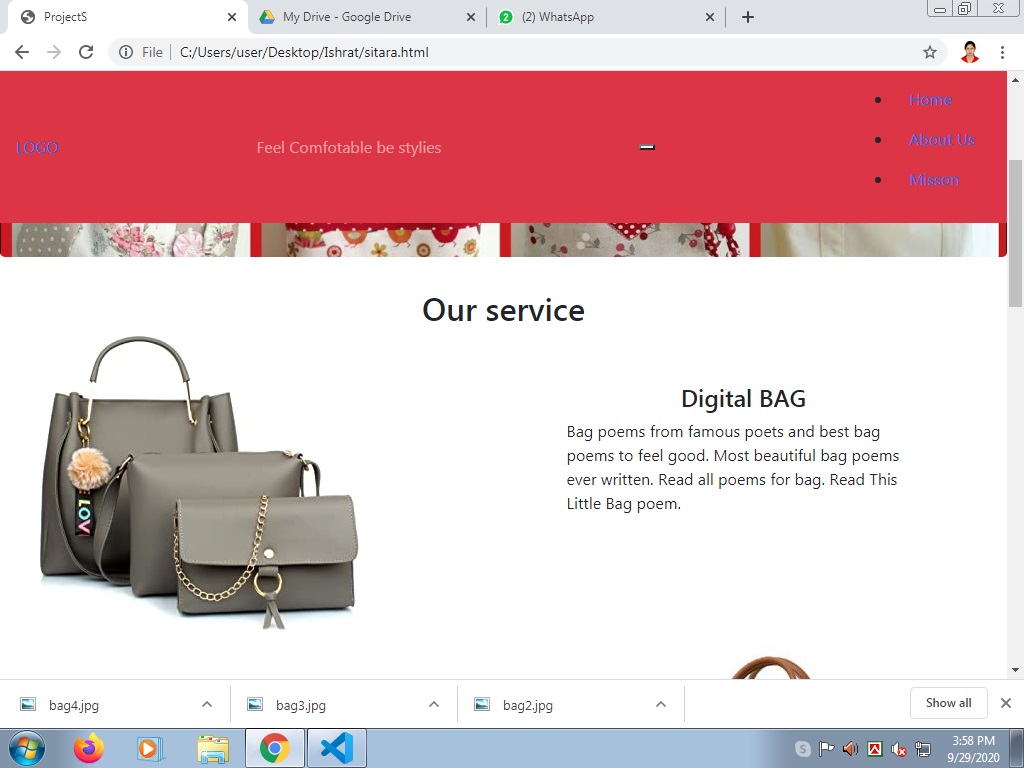 ProjectS
My Drive - Google Drive
(2) WhatsApp
File
C:/Users/user/Desktop/Ishrat/sitara.html
Home
LOGO
Feel Comfotable be stylies
About Us
Misson
Our service
Digital BAG
Bag poems from famous poets and best bag
poems to feel good. Most beautiful bag poems
ever written. Read all poems for bag. Read This
Little Bag poem.
LOV
bag4.jpg
bag3.jpg
bag2.jpg
Show all
3:58 PM
9/29/2020